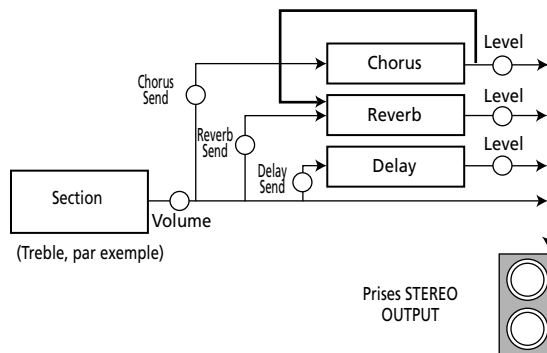 Level
Chorus
Chorus
Send
Level
Reverb
Reverb
Send
Level
Delay
Delay
Send
Section
Volume
(Treble, par exemple)
Prises STEREO
OUTPUT